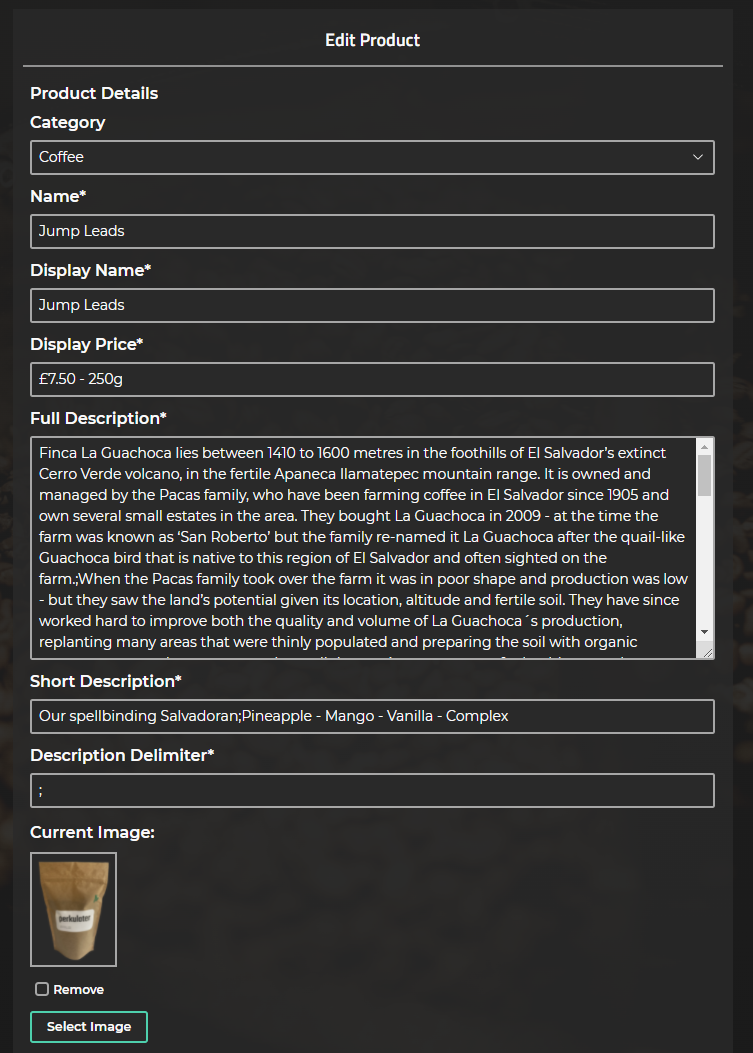 Edit Product
Product Details
Category
Coffee
Name*
Jump Leads
Display Name*
Jump Leads
Display Price*
£7.50 - 250g
Full Description*
Finca La Guachoca lies between 1410 to 1600 metres in the foothills of El Salvador’s extinct
Cerro Verde volcano, in the fertile Apaneca Ilamatepec mountain range. It is owned and
managed by the Pacas family, who have been farming coffee in El Salvador since 1905 and
own several small estates in the area. They bought La Guachoca in 2009 - at the time the
farm was known as ‘San Roberto’ but the family re-named it La Guachoca after the quail-like
Guachoca bird that is native to this region of El Salvador and often sighted on the
farm.;When the Pacas family took over the farm it was in poor shape and production was low
- but they saw the land’s potential given its location, altitude and fertile soil. They have since
worked hard to improve both the quality and volume of La Guachoca´s production,
replanting many areas that were thinly populated and preparing the soil with organic
Short Description*
Our spellbinding Salvadoran;Pineapple - Mango - Vanilla - Complex
Description Delimiter*
;
Current Image:
perkulater
Remove
Select Image